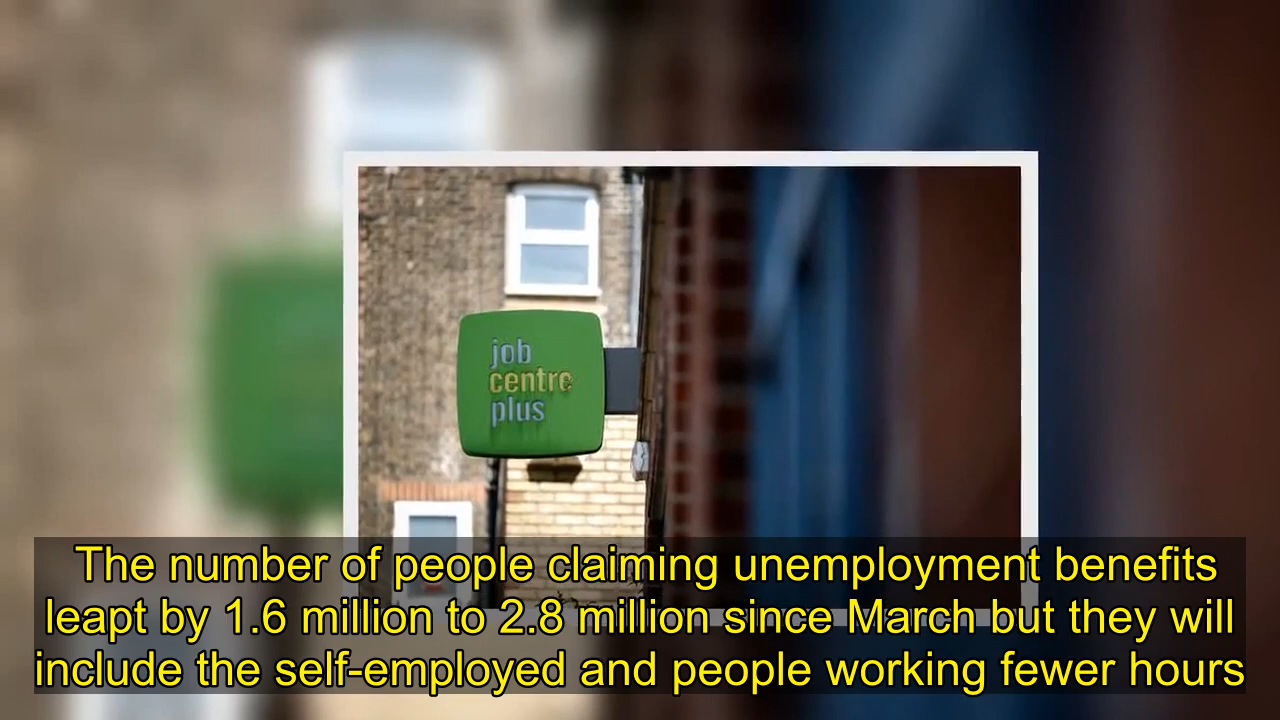 job
centre
plus
The number of people claiming unemployment benefits
leapt by 1.6 million to 2.8 million since March but they will
include the self-employed and people working fewer hours